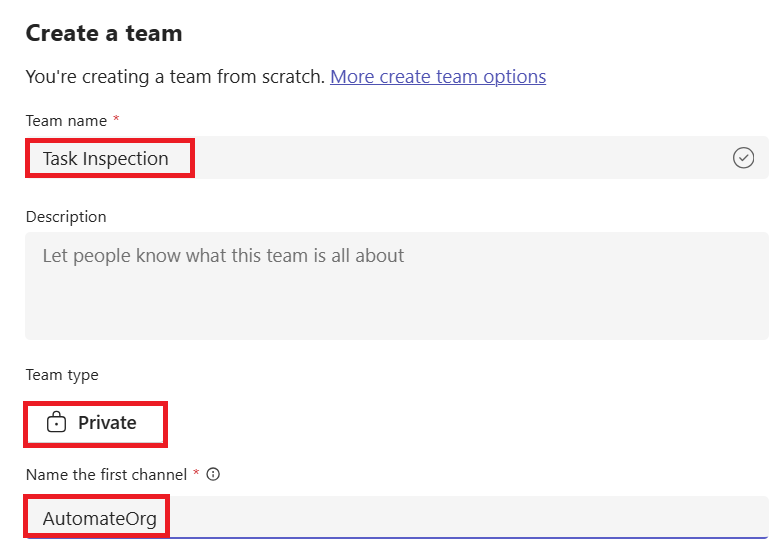 Create a team
You're creating a team from scratch. More create team options
Team name *
Task Inspection
Description
Let people know what this team is all about
Team type
Private
Name the first channel *
AutomateOrg